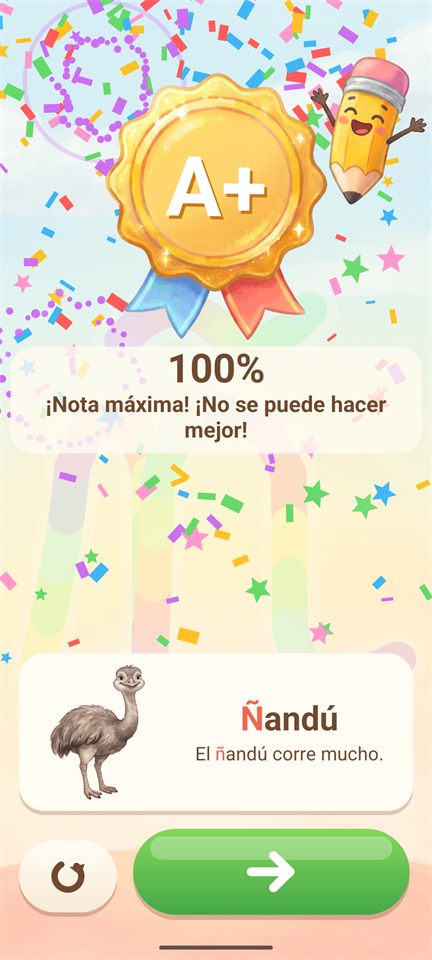 A+
100%
¡Nota máxima! ¡No se puede hacer
mejor!
Ñandú
El ñandú corre mucho.